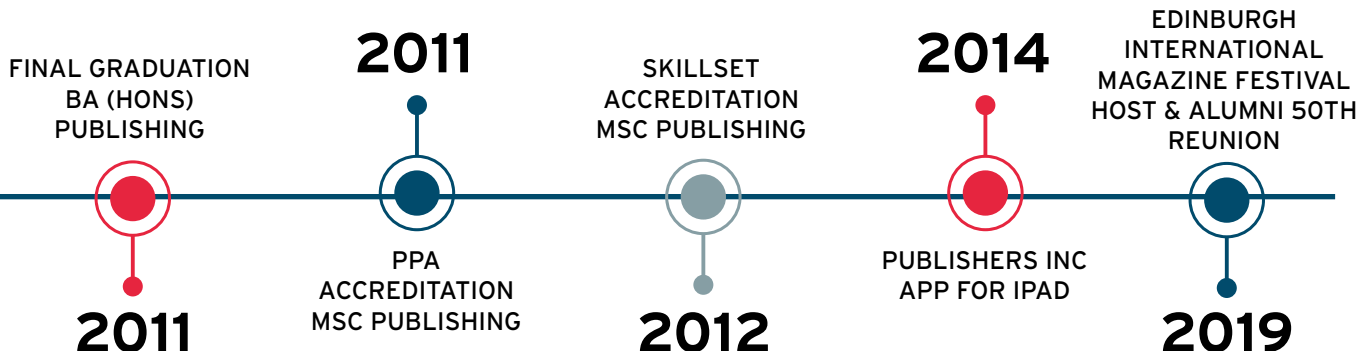 FINAL GRADUATION
BA (HONS)
PUBLISHING
2011
2011
PPA
ACCREDITATION
MSC PUBLISHING
SKILLSET
ACCREDITATION
MSC PUBLISHING
2012
2014
PUBLISHERS INC
APP FOR IPAD
EDINBURGH
INTERNATIONAL
MAGAZINE FESTIVAL
HOST & ALUMNI 50TH
REUNION
2019